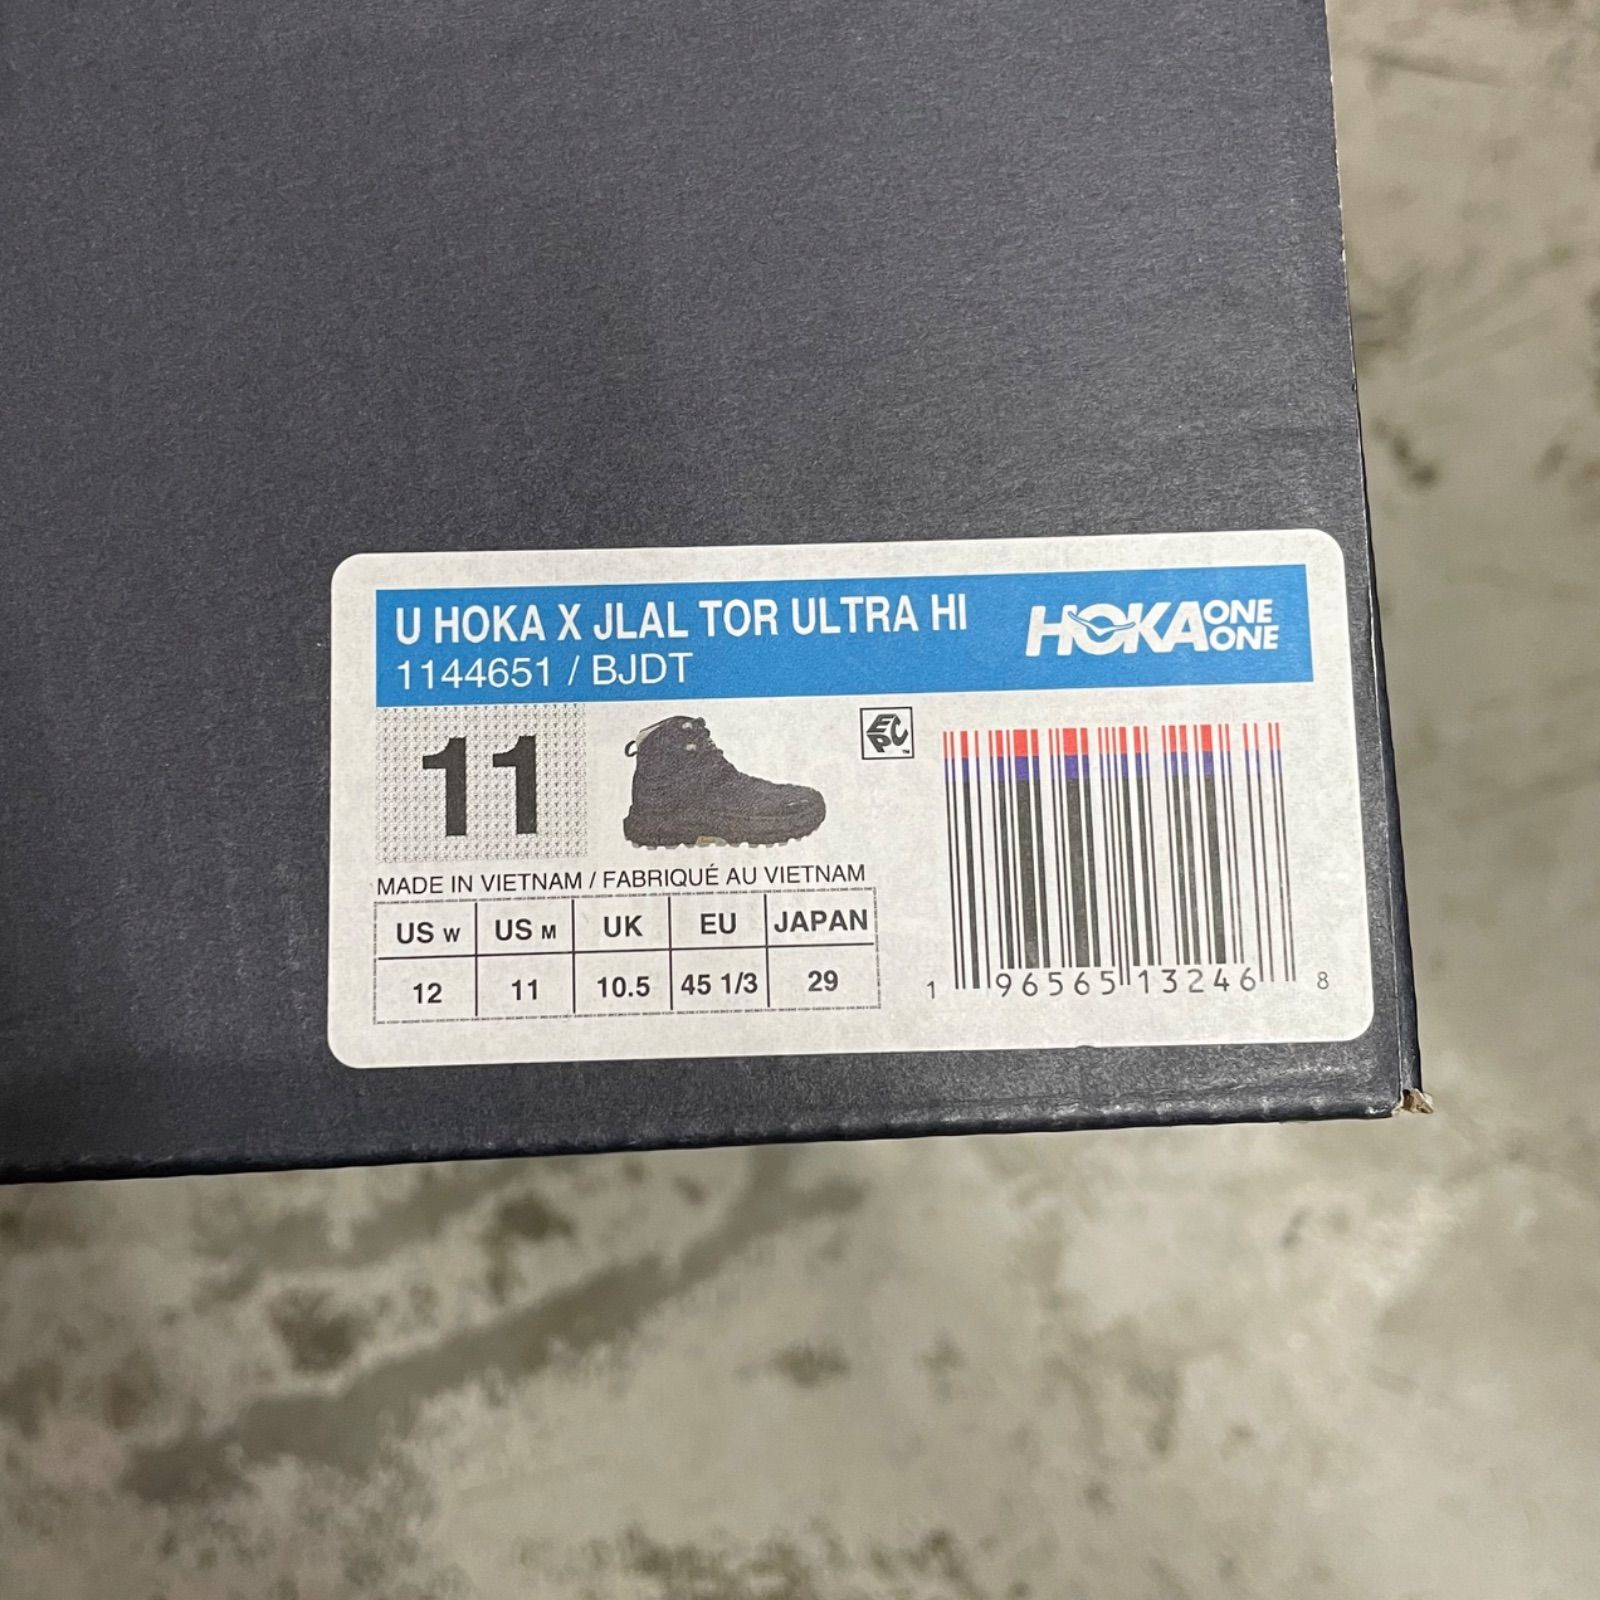 U HOKA X JLAL TOR ULTRA HI
1144651 / BJDT
HOKA ONE ONE
11
EPC™
MADE IN VIETNAM / FABRIQUÉ AU VIETNAM
US W US M UK EU JAPAN
12 11 10.5 45 1/3 29
1 96565 13246 8